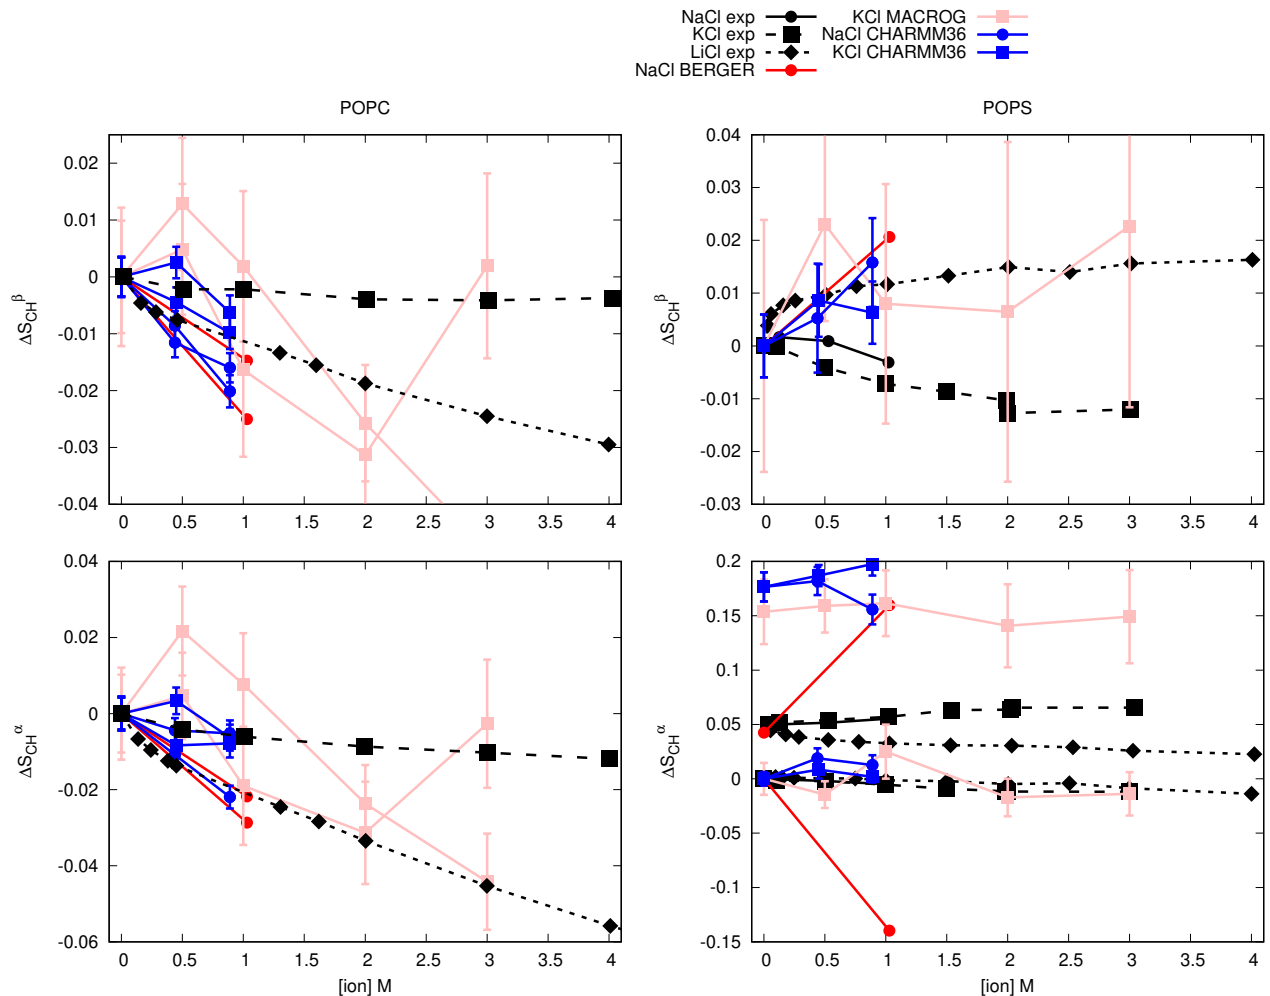 NaCl exp
KCl exp
LiCl exp
NaCl BERGER
KCl MACROG
NaCl CHARMM36
KCl CHARMM36
POPC
0.02
0.01
0
-0.01
-0.02
-0.03
-0.04
ΔS_CH^β
0 0.5 1 1.5 2 2.5 3 3.5 4
POPS
0.04
0.03
0.02
0.01
0
-0.01
-0.02
-0.03
ΔS_CH^β
0 0.5 1 1.5 2 2.5 3 3.5 4
0.04
0.02
0
-0.02
-0.04
-0.06
ΔS_CH^α
0 0.5 1 1.5 2 2.5 3 3.5 4
[ion] M
0.2
0.15
0.1
0.05
0
-0.05
-0.1
-0.15
ΔS_CH^α
0 0.5 1 1.5 2 2.5 3 3.5 4
[ion] M